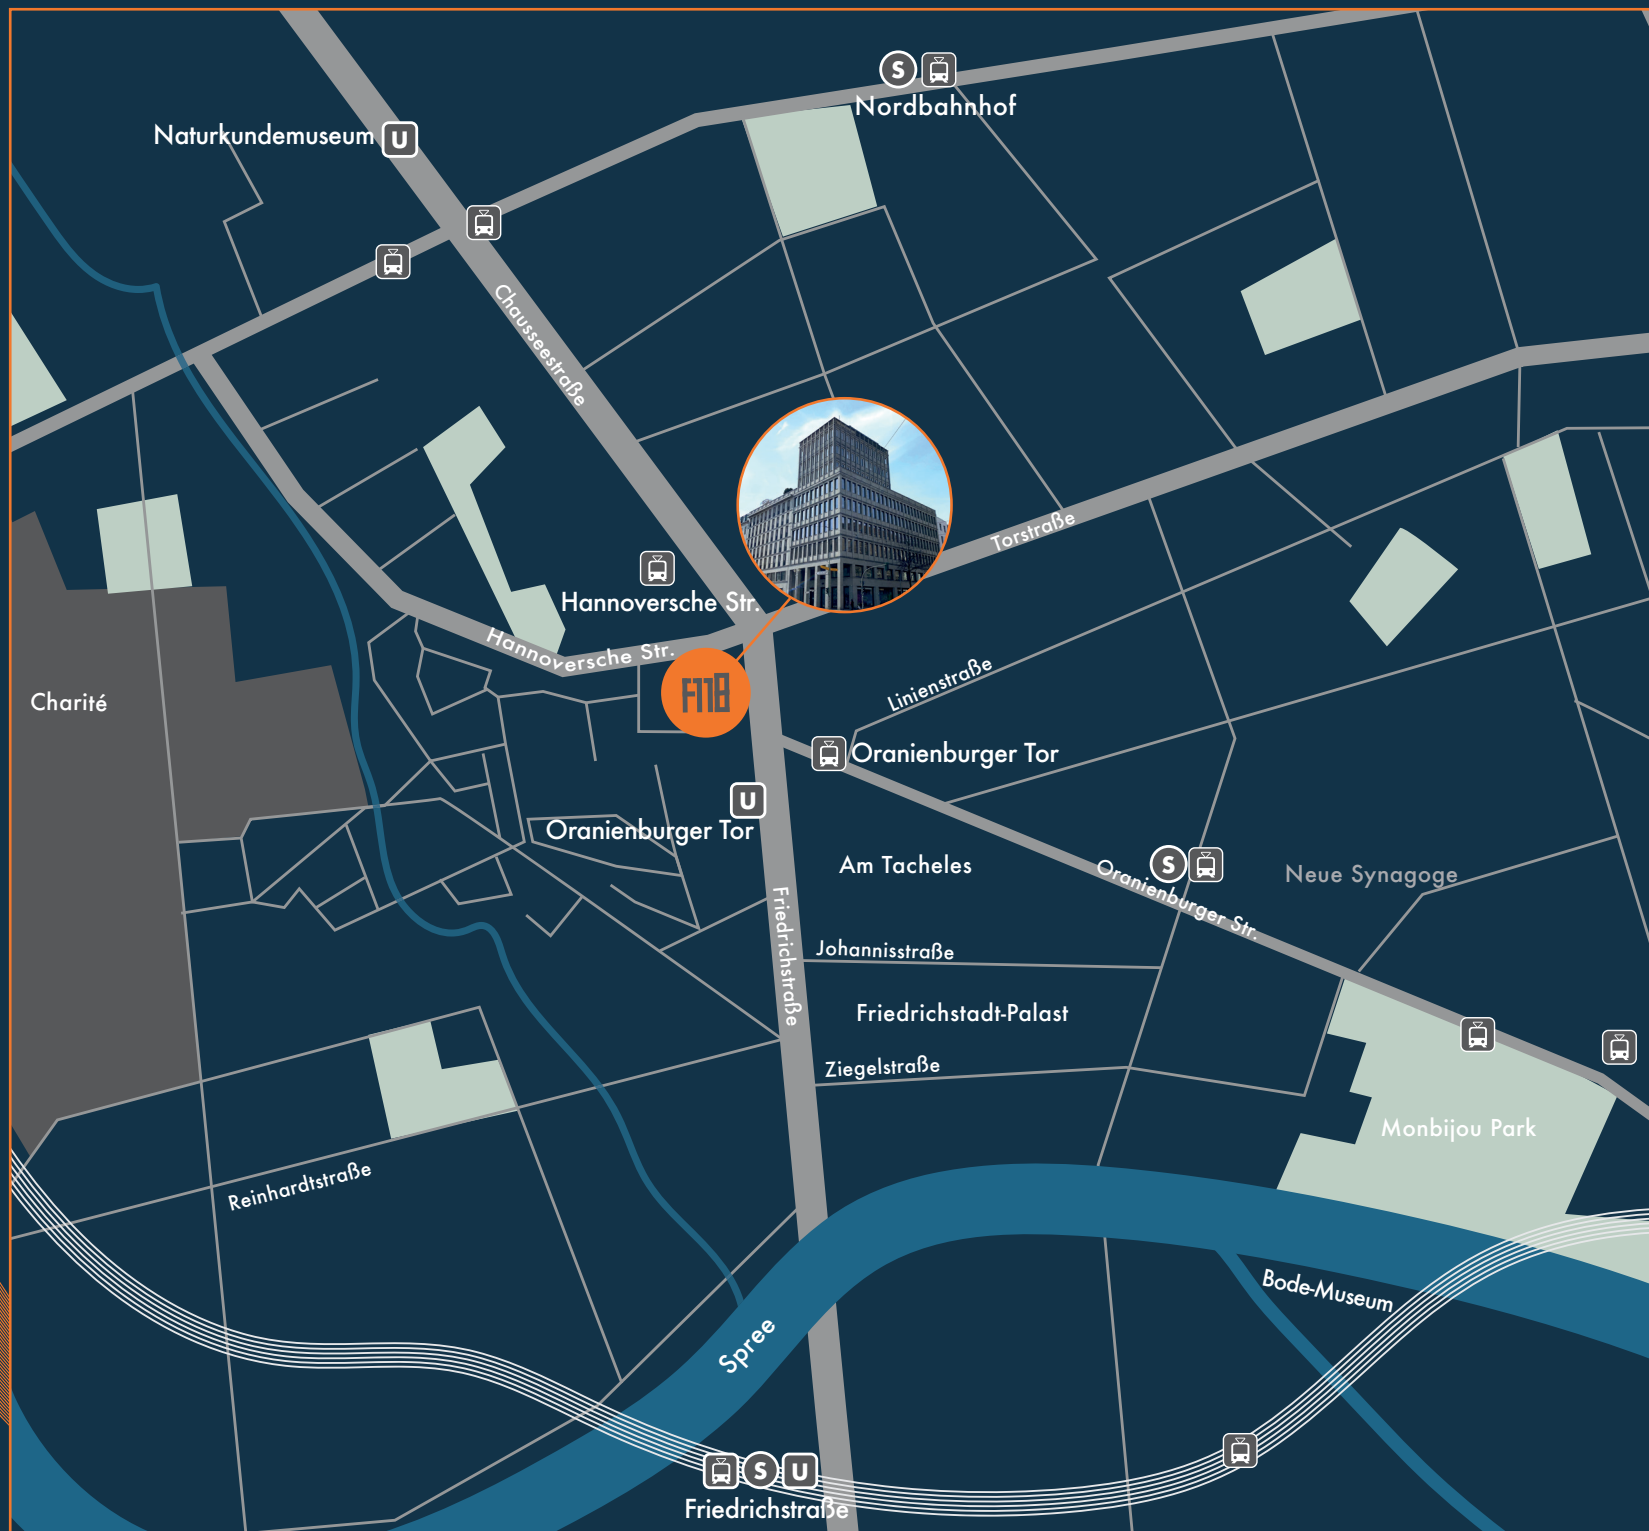 S
Nordbahnhof
Naturkundemuseum U
Chausseestraße
Torstraße
Hannoversche Str.
Hannoversche Str.
F118
Charité
Linienstraße
Oranienburger Tor
U
Oranienburger Tor
Am Tacheles
S
Oranienburger Str.
Neue Synagoge
Friedrichstraße
Johannisstraße
Friedrichstadt-Palast
Ziegelstraße
Monbijou Park
Reinhardtstraße
Bode-Museum
Spree
S U
Friedrichstraße